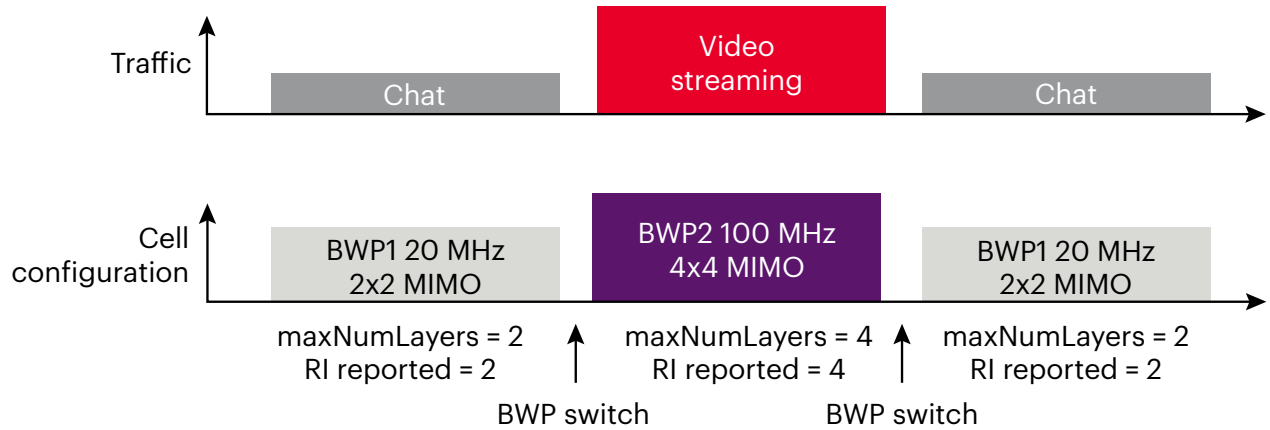 Traffic
Chat
Video
streaming
Chat
Cell
configuration
BWP1 20 MHz
2x2 MIMO
BWP2 100 MHz
4x4 MIMO
BWP1 20 MHz
2x2 MIMO
maxNumLayers = 2
RI reported = 2
maxNumLayers = 4
RI reported = 4
maxNumLayers = 2
RI reported = 2
BWP switch
BWP switch